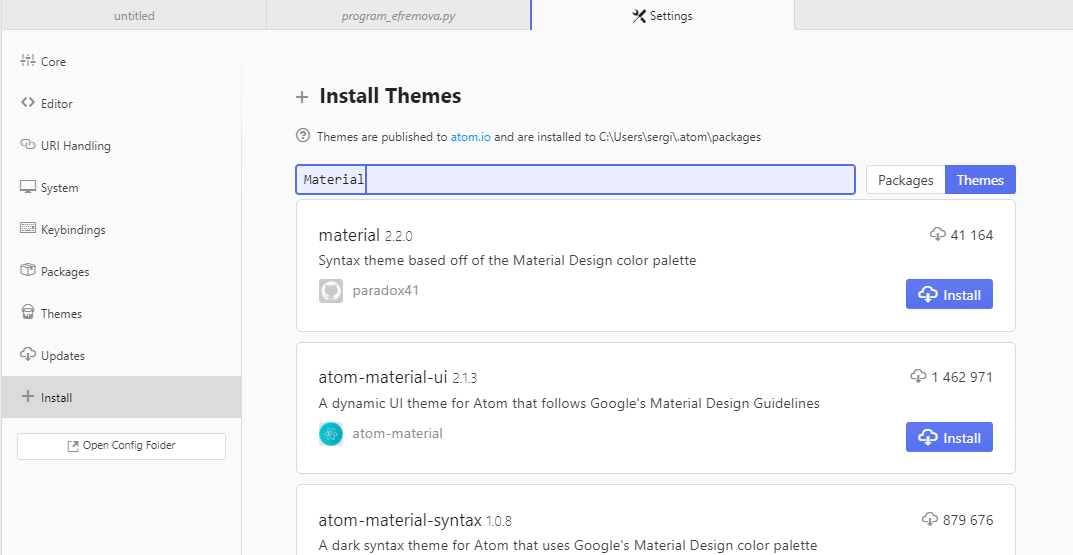 untitled
program_efremova.py
Settings
Core
Editor
URI Handling
System
Keybindings
Packages
Themes
Updates
Install
Open Config Folder
Install Themes
Themes are published to atom.io and are installed to C:\Users\sergi\.atom\packages
Material
Packages
Themes
material 2.2.0
41 164
Syntax theme based off of the Material Design color palette
paradox41
Install
atom-material-ui 2.1.3
1 462 971
A dynamic UI theme for Atom that follows Google's Material Design Guidelines
atom-material
Install
atom-material-syntax 1.0.8
879 676
A dark syntax theme for Atom that uses Google's Material Design color palette